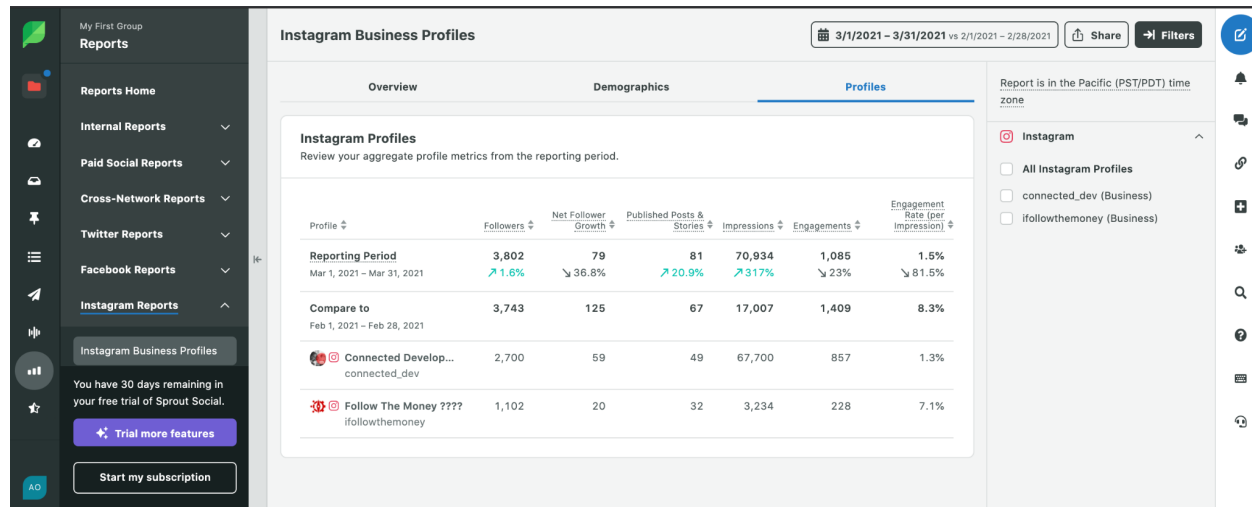 My First Group
Reports
Reports Home
Internal Reports
Paid Social Reports
Cross-Network Reports
Twitter Reports
Facebook Reports
Instagram Reports
Instagram Business Profiles
You have 30 days remaining in
your free trial of Sprout Social.
Trial more features
Start my subscription
AO
Instagram Business Profiles
3/1/2021 – 3/31/2021 vs 2/1/2021 – 2/28/2021
Share
Filters
Overview Demographics Profiles
Instagram Profiles
Review your aggregate profile metrics from the reporting period.
Profile Followers Net Follower Growth Published Posts & Stories Impressions Engagements Engagement Rate (per Impression)
Reporting Period 3,802 79 81 70,934 1,085 1.5%
Mar 1, 2021 – Mar 31, 2021 1.6% 36.8% 20.9% 317% 23% 81.5%
Compare to 3,743 125 67 17,007 1,409 8.3%
Feb 1, 2021 – Feb 28, 2021
Connected Develop... 2,700 59 49 67,700 857 1.3%
connected_dev
Follow The Money ???? 1,102 20 32 3,234 228 7.1%
ifollowthemoney
Report is in the Pacific (PST/PDT) time
zone
Instagram
All Instagram Profiles
connected_dev (Business)
ifollowthemoney (Business)